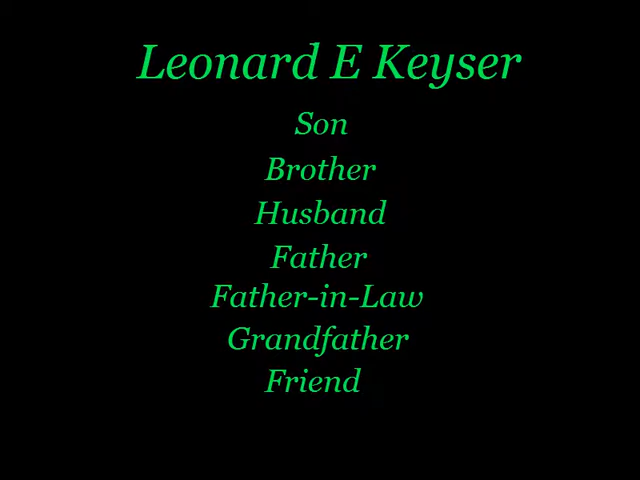 Leonard E Keyser
Son
Brother
Husband
Father
Father-in-Law
Grandfather
Friend